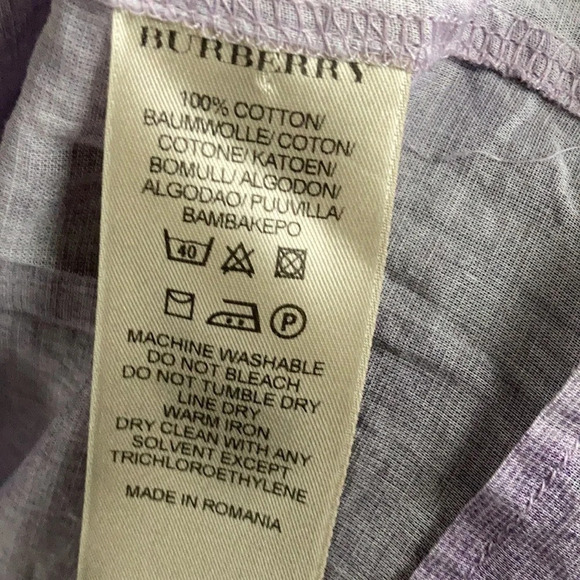 BURBERRY
100% COTTON/
BAUMWOLLE/ COTON/
COTONE/ KATOEN/
BOMULL/ ALGODON/
ALGODAO/ PUUVILLA/
BAMBAKEPO
40
P
MACHINE WASHABLE
DO NOT BLEACH
DO NOT TUMBLE DRY
LINE DRY
WARM IRON
DRY CLEAN WITH ANY
SOLVENT EXCEPT
TRICHLOROETHYLENE
MADE IN ROMANIA